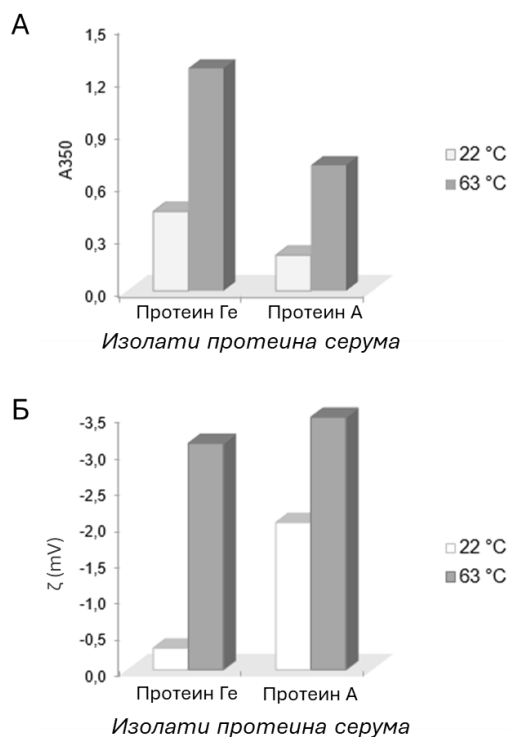 А
1,5
1,2
0,9
0,6
0,3
0,0
А350
22 °C
63 °C
Протеин Ге Протеин А
Изолати протеина серума
Б
-3,5
-3,0
-2,5
-2,0
-1,5
-1,0
-0,5
0,0
ζ (mV)
22 °C
63 °C
Протеин Ге Протеин А
Изолати протеина серума